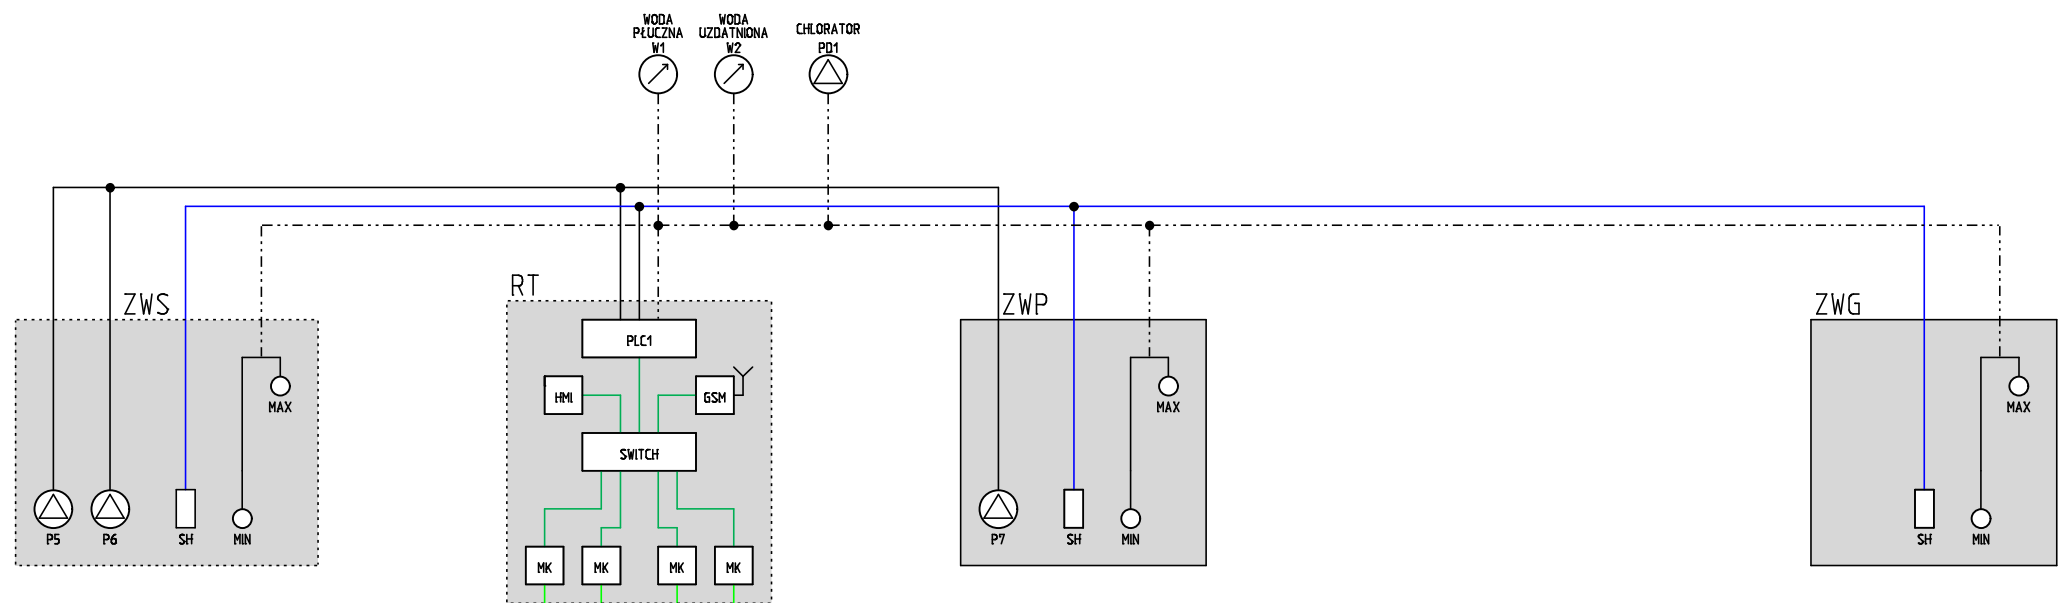 WODA
PŁUCZNA
W1
WODA
UZDATNIONA
W2
CHLORATOR
PD1
RT
ZWS
ZWP
ZWG
PLC1
HMI
GSM
MAX
MAX
MAX
SWITCH
P5
P6
SH
MIN
P7
SH
MIN
SH
MIN
MK
MK
MK
MK